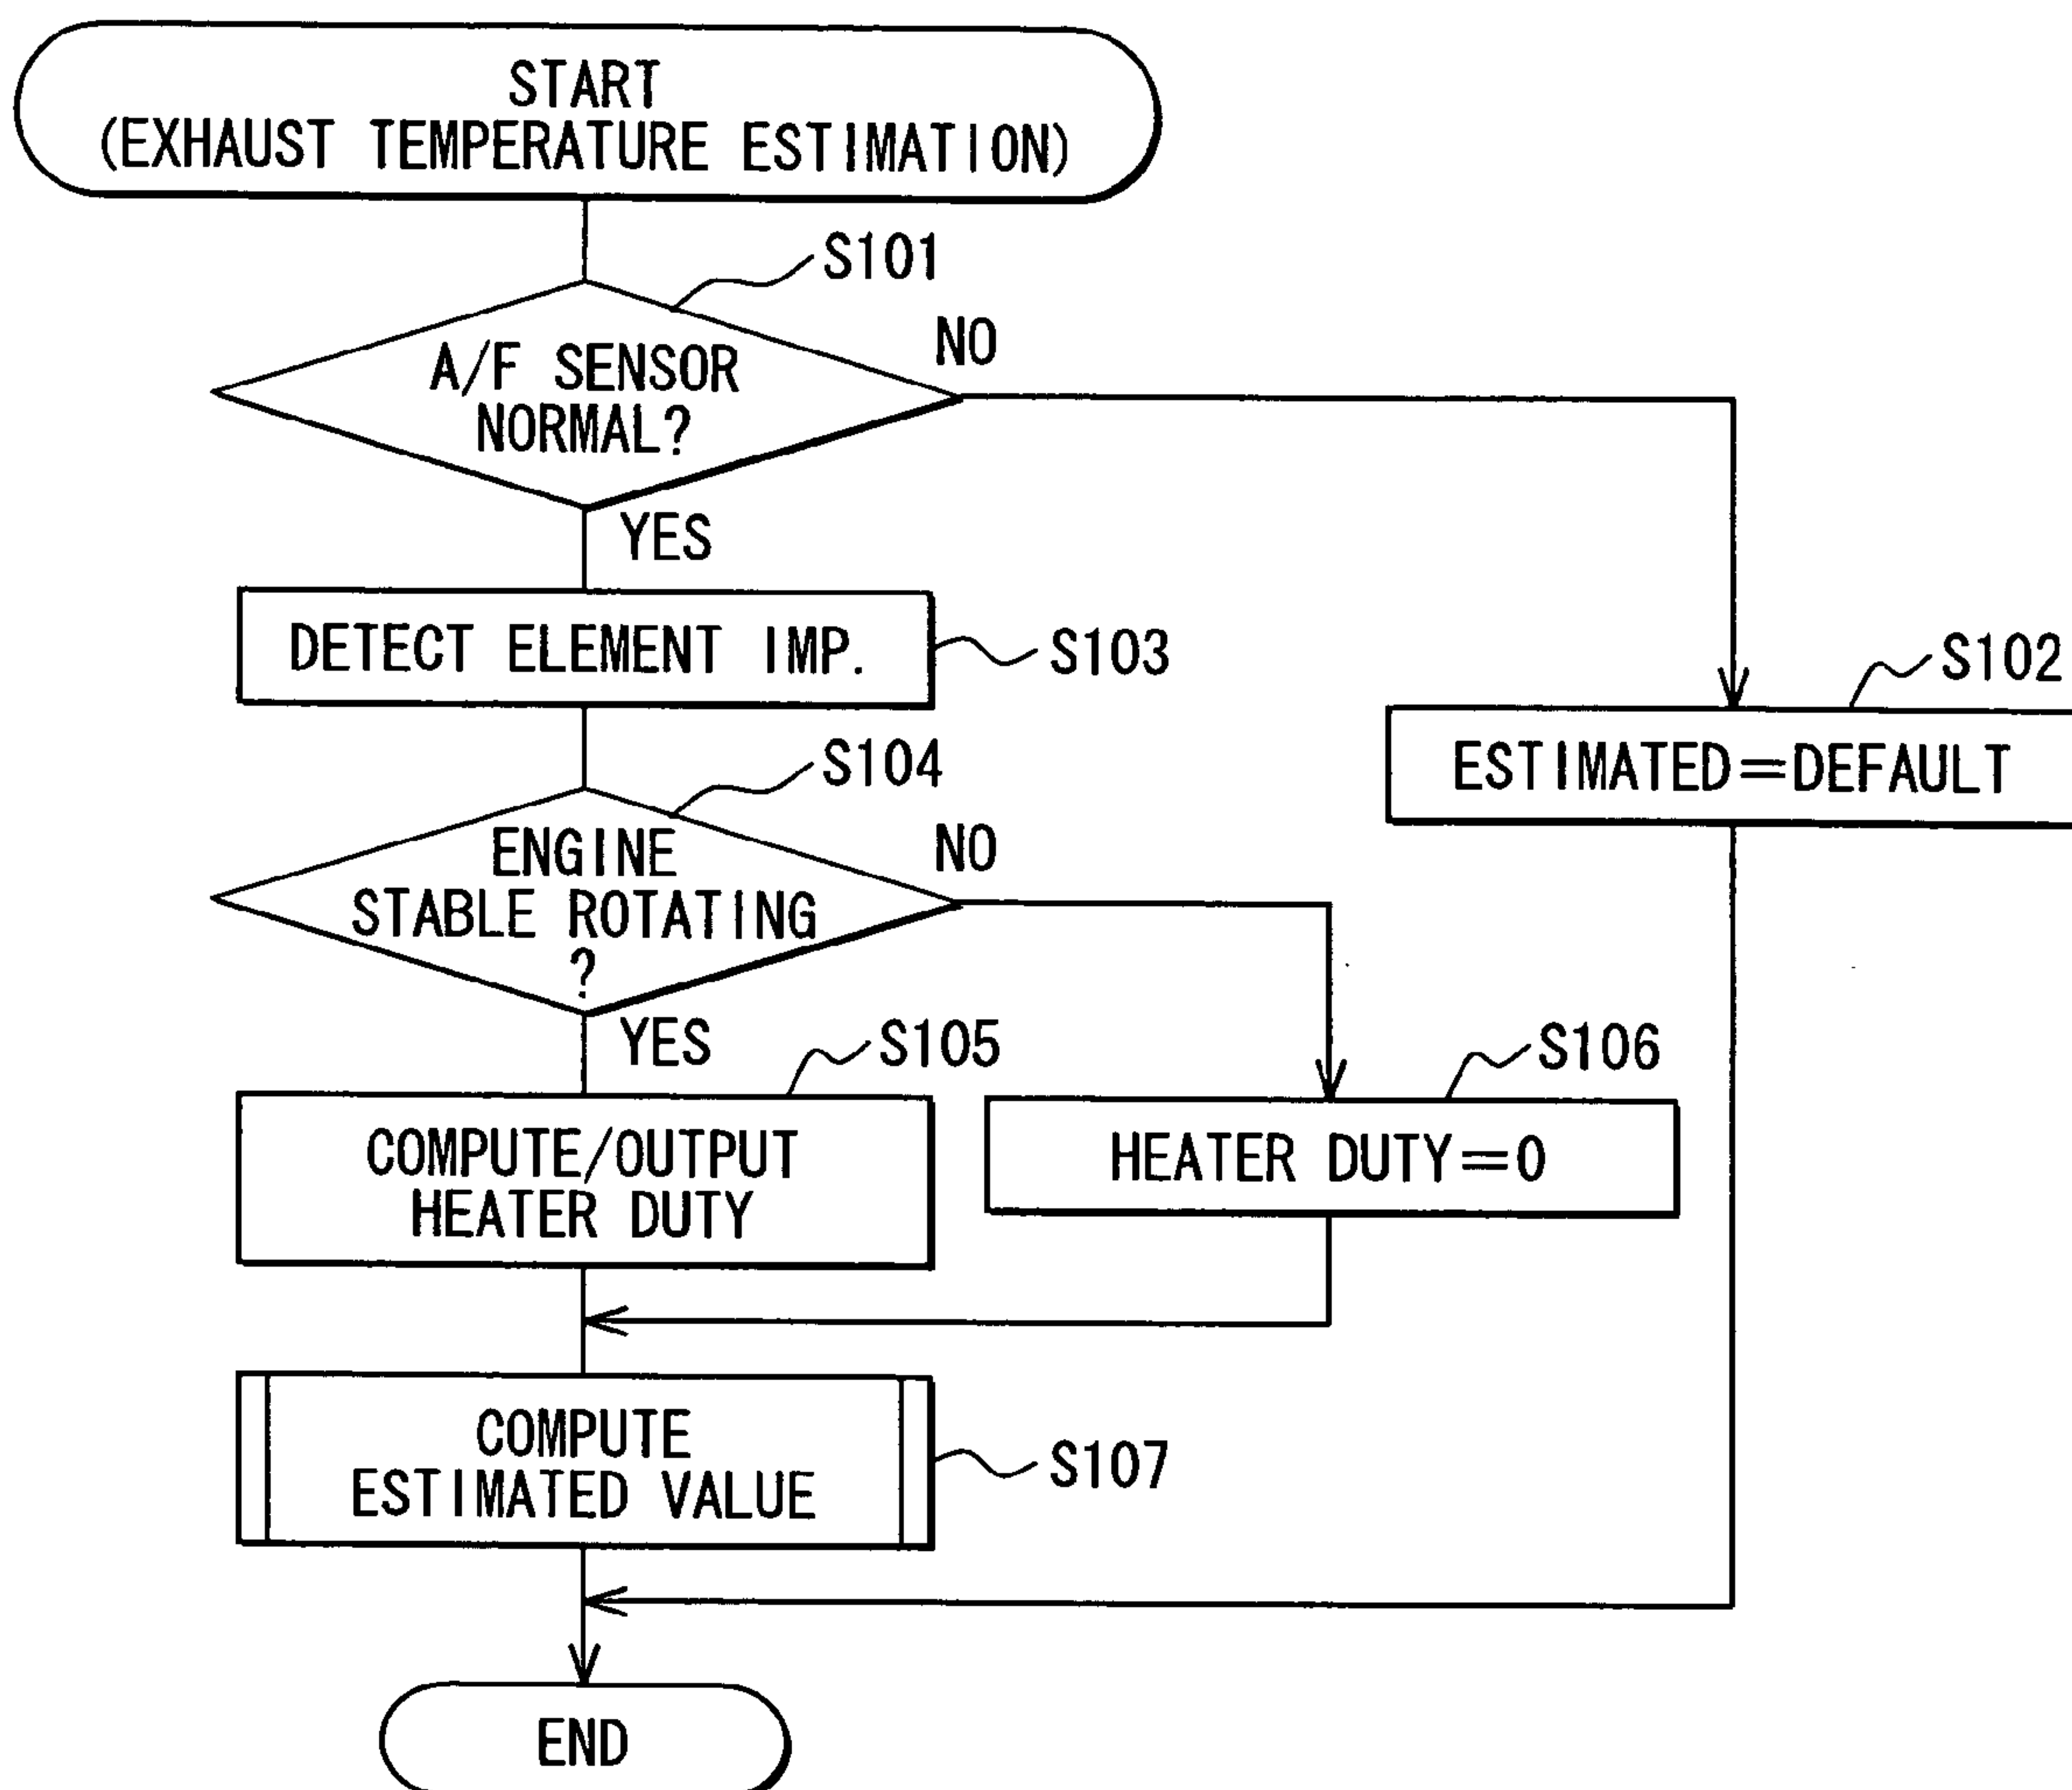 START
(EXHAUST TEMPERATURE ESTIMATION)
S101
A/F SENSOR
NORMAL?
NO
YES
DETECT ELEMENT IMP.
S103
S102
ESTIMATED=DEFAULT
S104
ENGINE
STABLE ROTATING
?
NO
YES
S105
COMPUTE/OUTPUT
HEATER DUTY
S106
HEATER DUTY=0
COMPUTE
ESTIMATED VALUE
S107
END